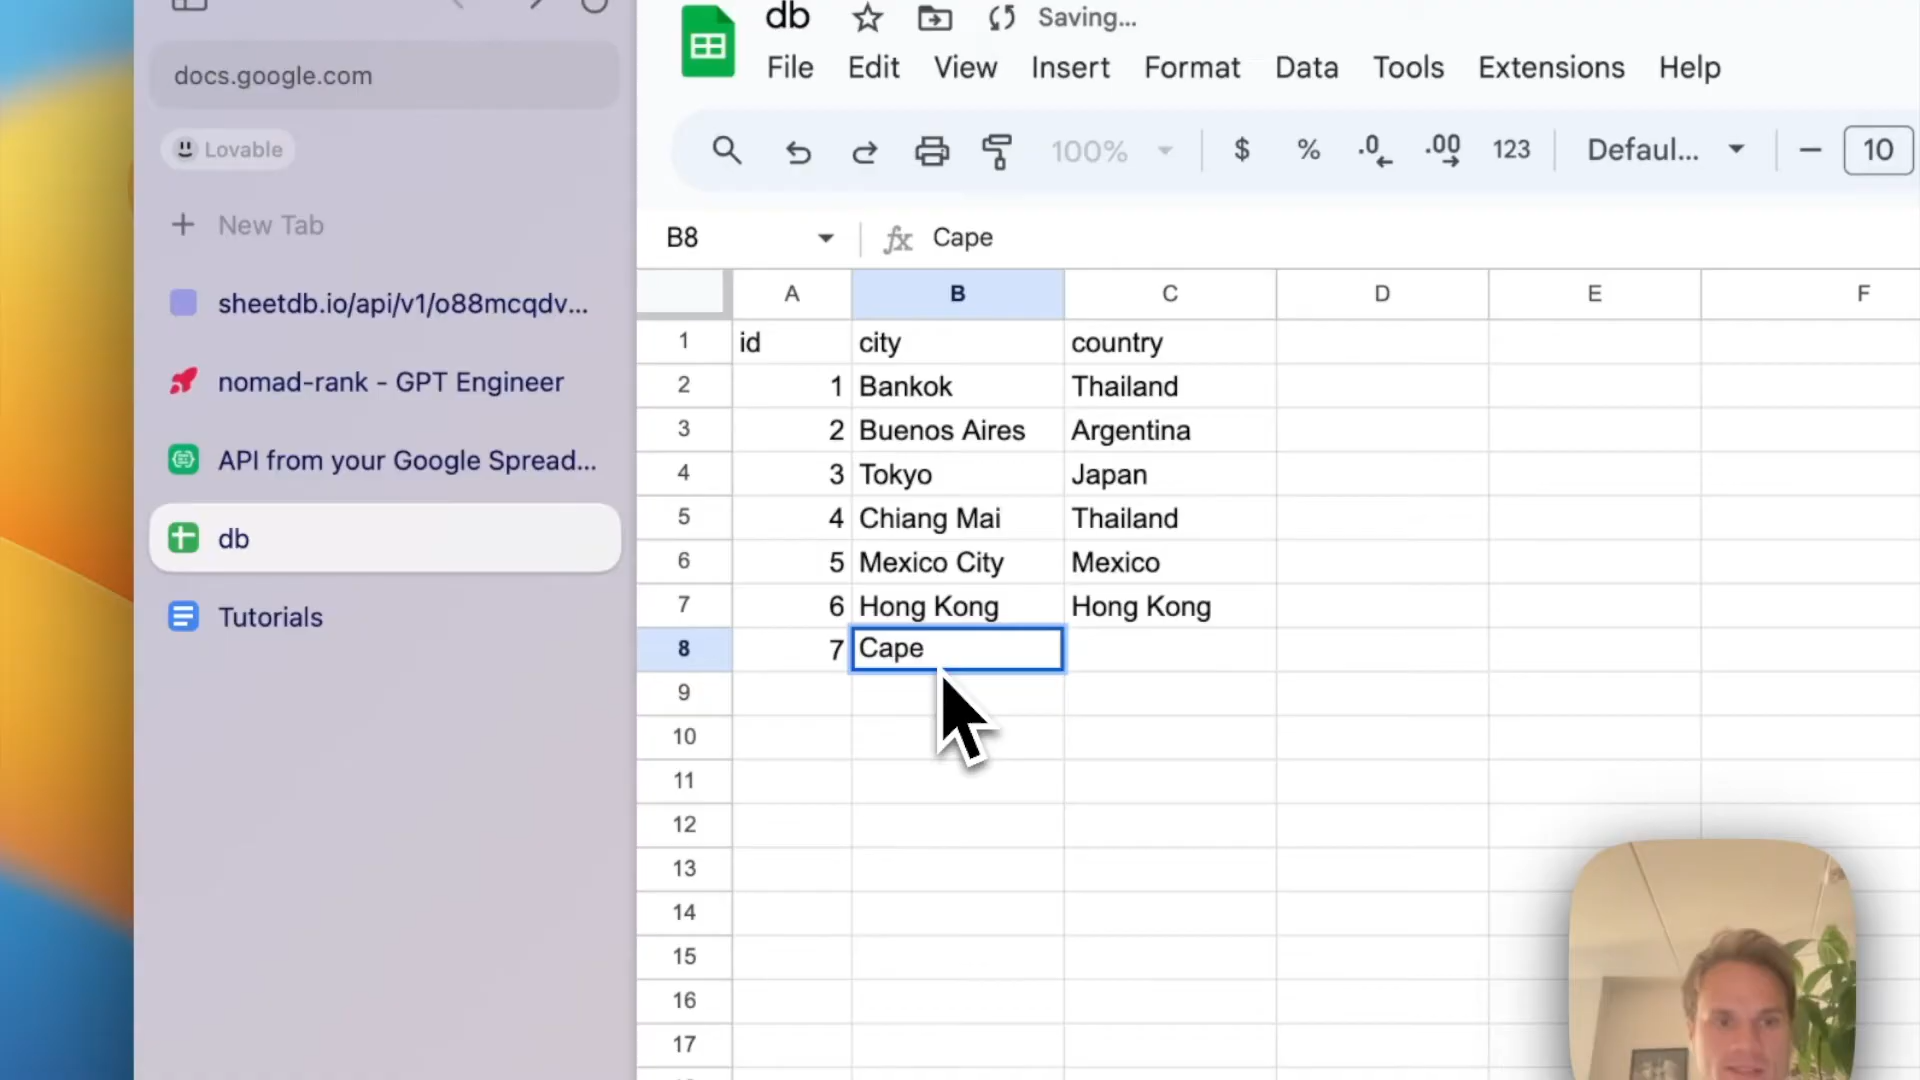 db Saving...
docs.google.com
File Edit View Insert Format Data Tools Extensions Help
Lovable
100% $ % .0 .00 123 Defaul... 10
New Tab
B8 fx Cape
A B C D E F
sheetdb.io/api/v1/o88mcqdv...
1 id city country
nomad-rank - GPT Engineer
2 1 Bankok Thailand
3 2 Buenos Aires Argentina
API from your Google Spread...
4 3 Tokyo Japan
5 4 Chiang Mai Thailand
db
6 5 Mexico City Mexico
7 6 Hong Kong Hong Kong
Tutorials
8 7 Cape
9
10
11
12
13
14
15
16
17